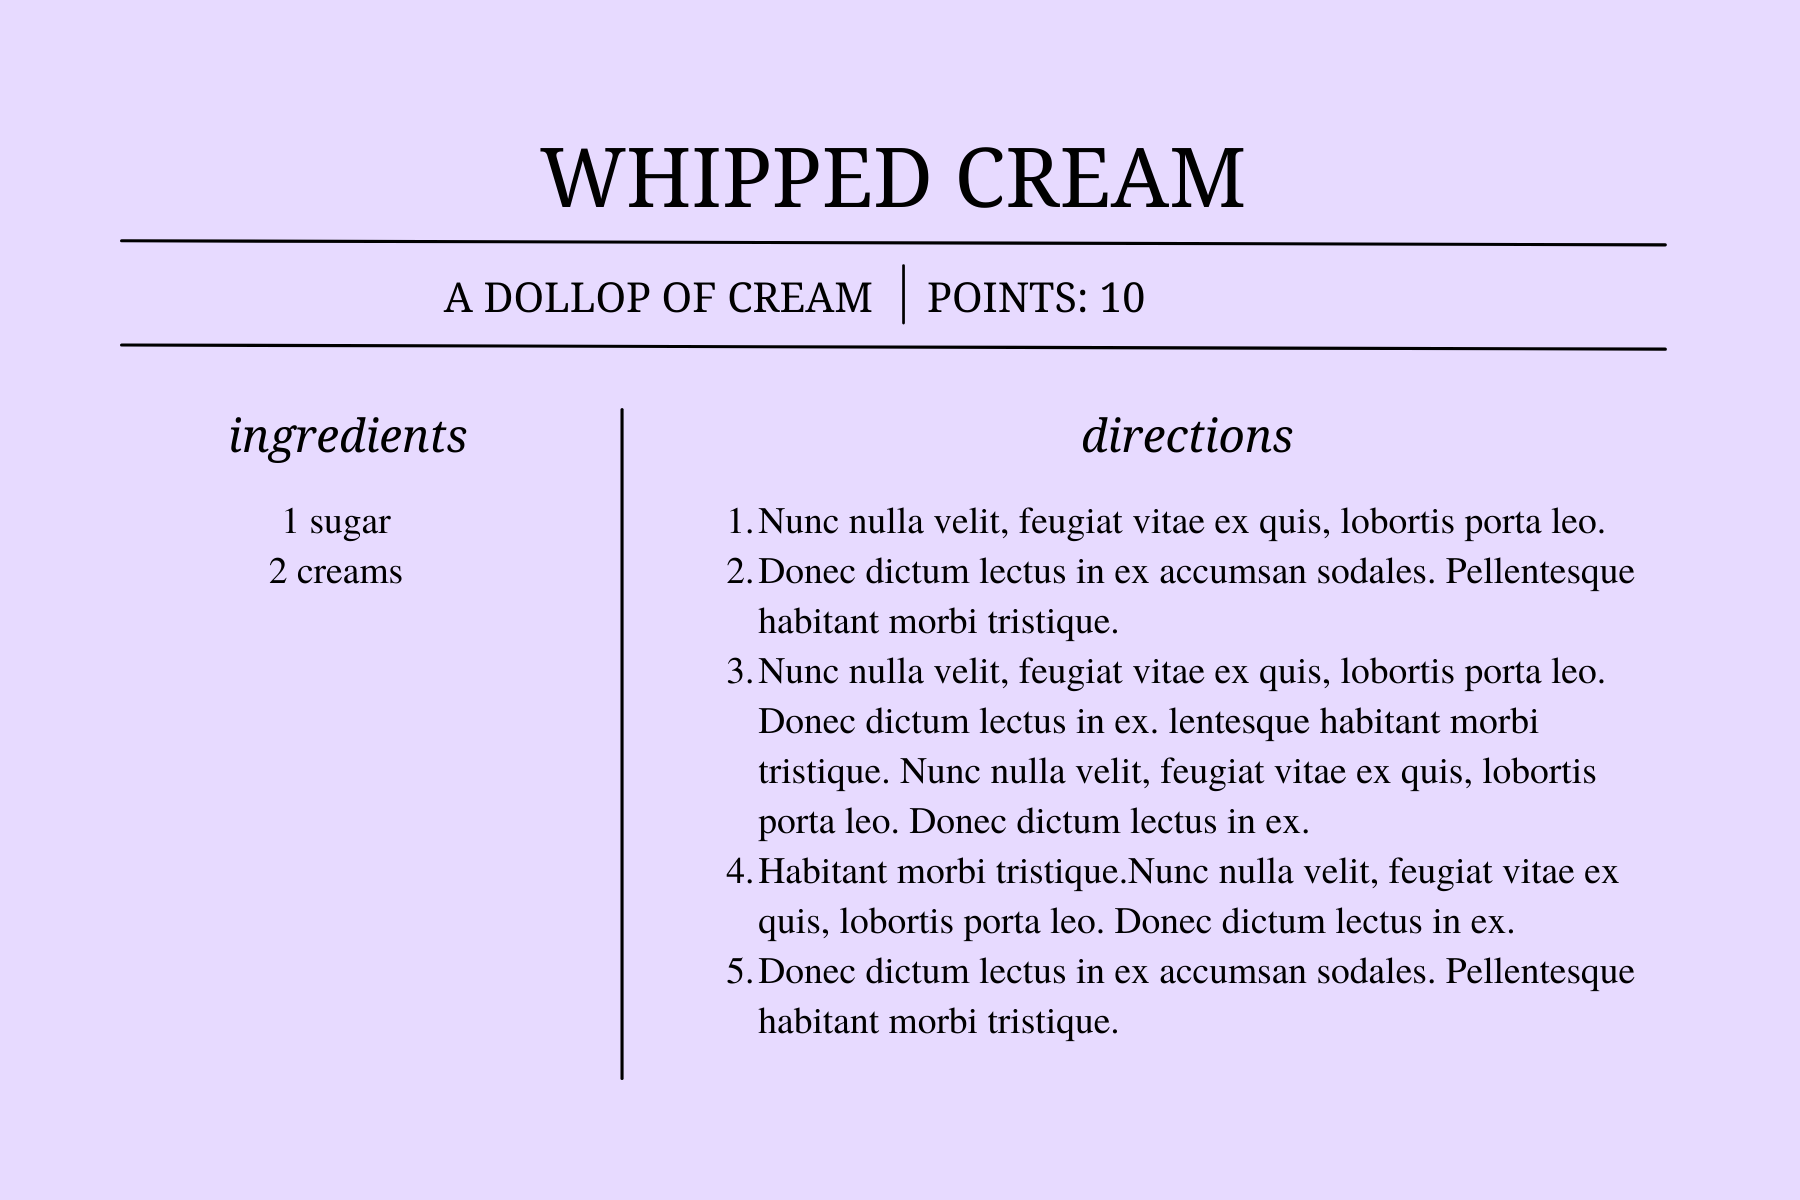 WHIPPED CREAM
A DOLLOP OF CREAM
POINTS: 10
ingredients
1 sugar
2 creams
directions
1. Nunc nulla velit, feugiat vitae ex quis, lobortis porta leo.
2. Donec dictum lectus in ex accumsan sodales. Pellentesque
habitant morbi tristique.
3. Nunc nulla velit, feugiat vitae ex quis, lobortis porta leo.
Donec dictum lectus in ex. lentesque habitant morbi
tristique. Nunc nulla velit, feugiat vitae ex quis, lobortis
porta leo. Donec dictum lectus in ex.
4. Habitant morbi tristique.Nunc nulla velit, feugiat vitae ex
quis, lobortis porta leo. Donec dictum lectus in ex.
5. Donec dictum lectus in ex accumsan sodales. Pellentesque
habitant morbi tristique.